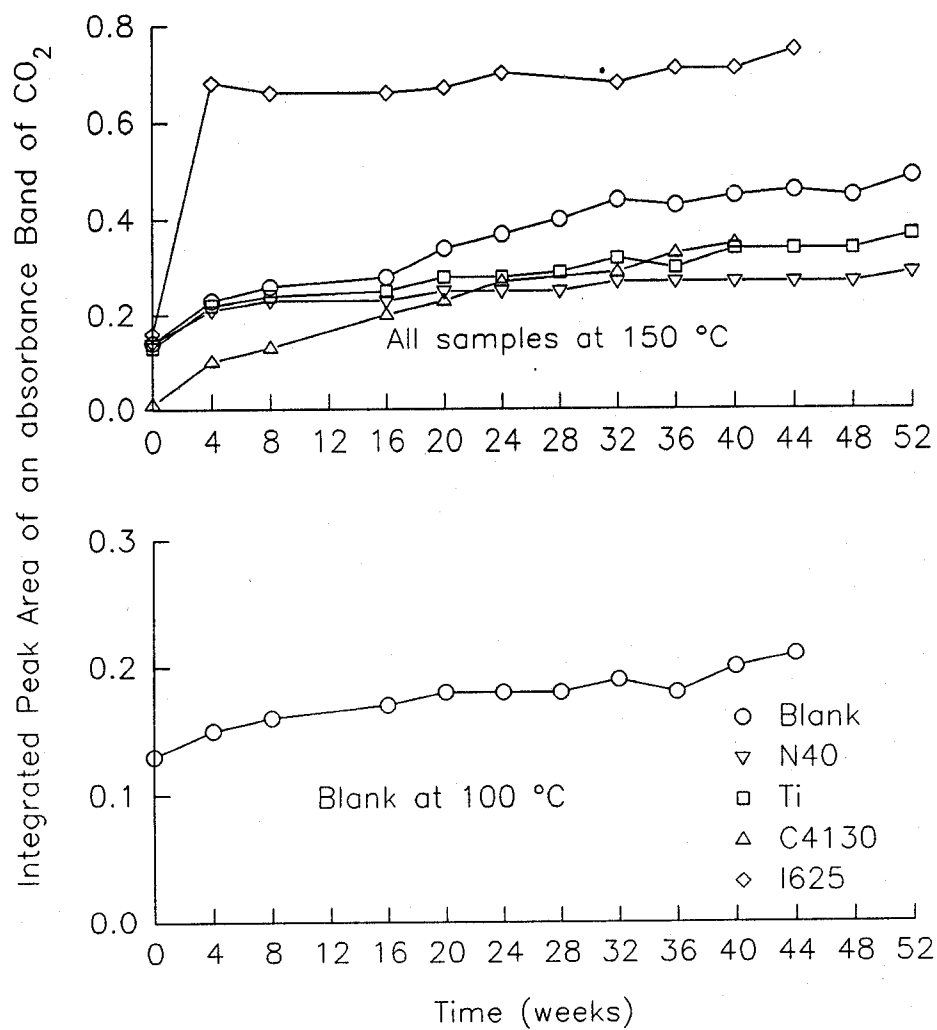 Integrated Peak Area of an absorbance Band of CO2
0.8
0.6
0.4
0.2
0.0
All samples at 150 °C
0 4 8 12 16 20 24 28 32 36 40 44 48 52
0.3
0.2
0.1
0.0
Blank at 100 °C
Blank
N40
Ti
C4130
I625
0 4 8 12 16 20 24 28 32 36 40 44 48 52
Time (weeks)